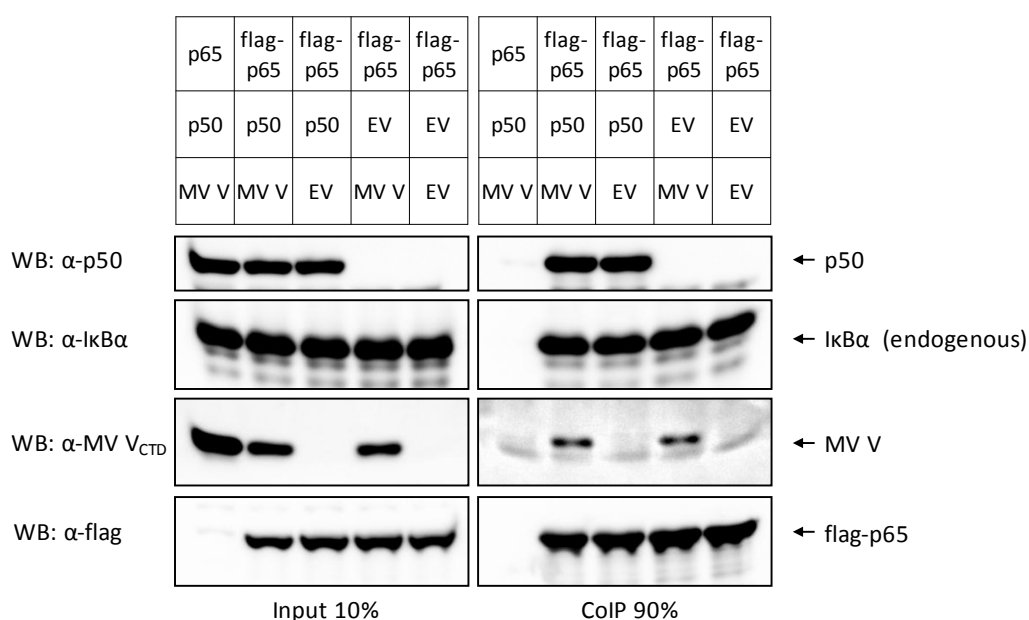 p65 flag-p65 flag-p65 flag-p65 flag-p65 p65 flag-p65 flag-p65 flag-p65 flag-p65
p50 p50 p50 EV EV p50 p50 p50 EV EV
MV V MV V EV MV V EV MV V MV V EV MV V EV
WB: α-p50 ← p50
WB: α-IκBα ← IκBα (endogenous)
WB: α-MV VCTD ← MV V
WB: α-flag ← flag-p65
Input 10% CoIP 90%